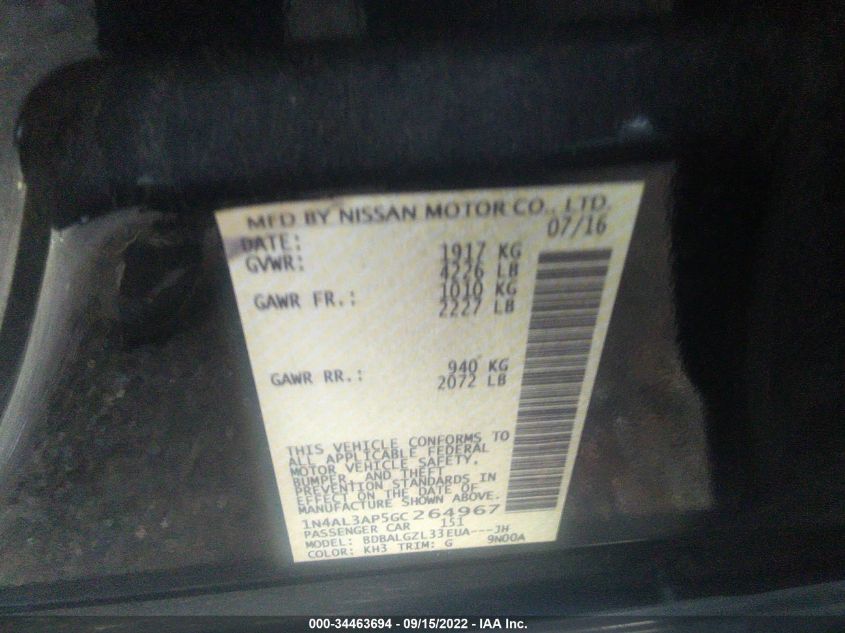 MFD BY NISSAN MOTOR CO., LTD.
DATE: 07/16
GVWR: 1917 KG
4226 LB
GAWR FR.: 1010 KG
2227 LB
GAWR RR.: 940 KG
2072 LB
THIS VEHICLE CONFORMS TO
ALL APPLICABLE FEDERAL
MOTOR VEHICLE SAFETY,
BUMPER, AND THEFT
PREVENTION STANDARDS IN
EFFECT ON THE DATE OF
MANUFACTURE SHOWN ABOVE.
1N4AL3AP5GC264967
PASSENGER CAR 151
MODEL: BDBALGZL33EUA---JH
COLOR: KH3 TRIM: G 9N00A
000-34463694 - 09/15/2022 - IAA Inc.